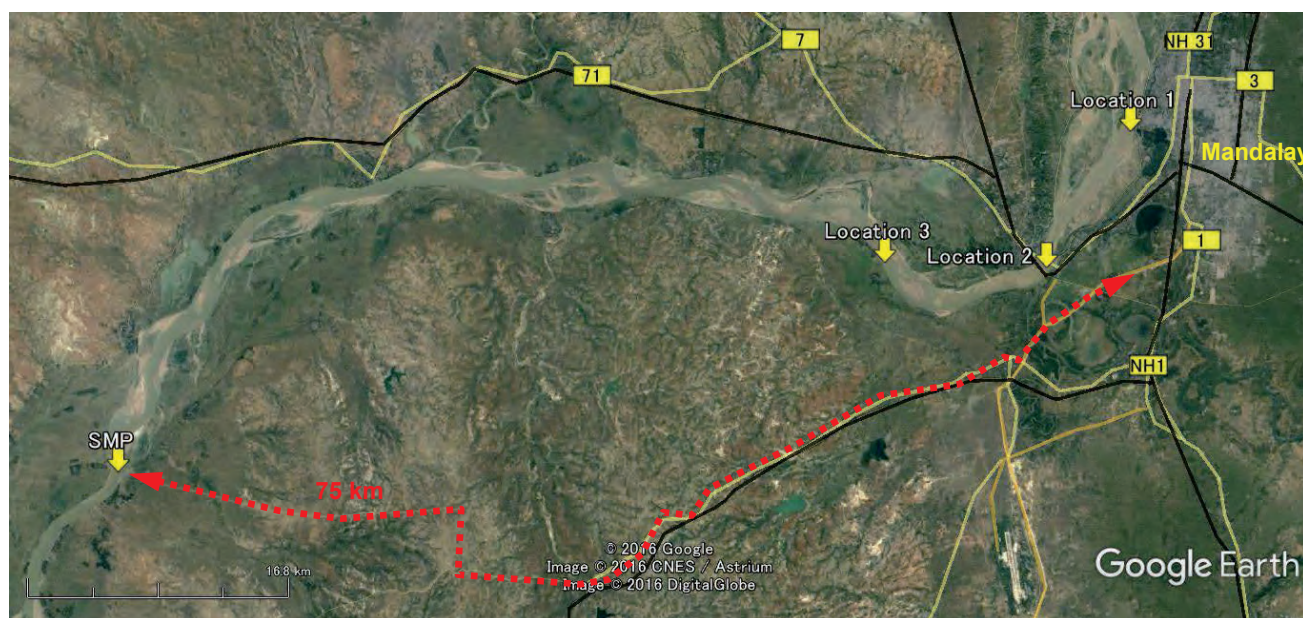 7
NH 31
71
3
Location 1
Mandalay
Location 3
Location 2
1
NH1
SMP
75 km
16.8 km
© 2016 Google
Image © 2016 CNES / Astrium
Image © 2016 DigitalGlobe
Google Earth